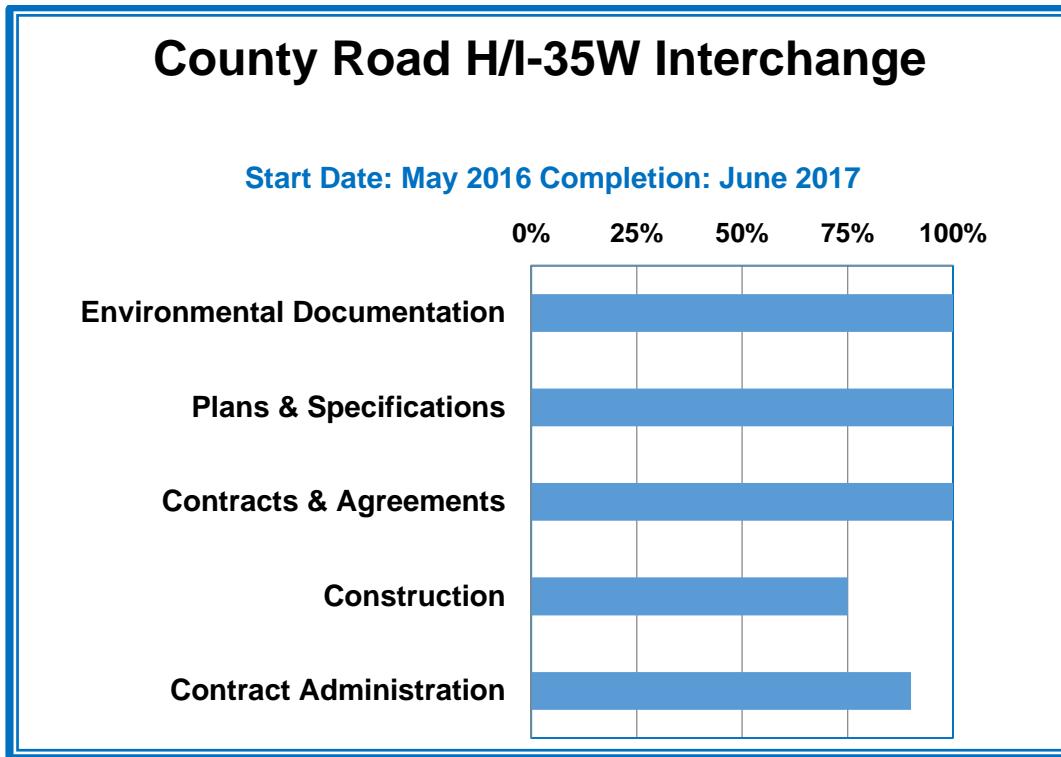 County Road H/I-35W Interchange
Start Date: May 2016 Completion: June 2017
0% 25% 50% 75% 100%
Environmental Documentation
Plans & Specifications
Contracts & Agreements
Construction
Contract Administration